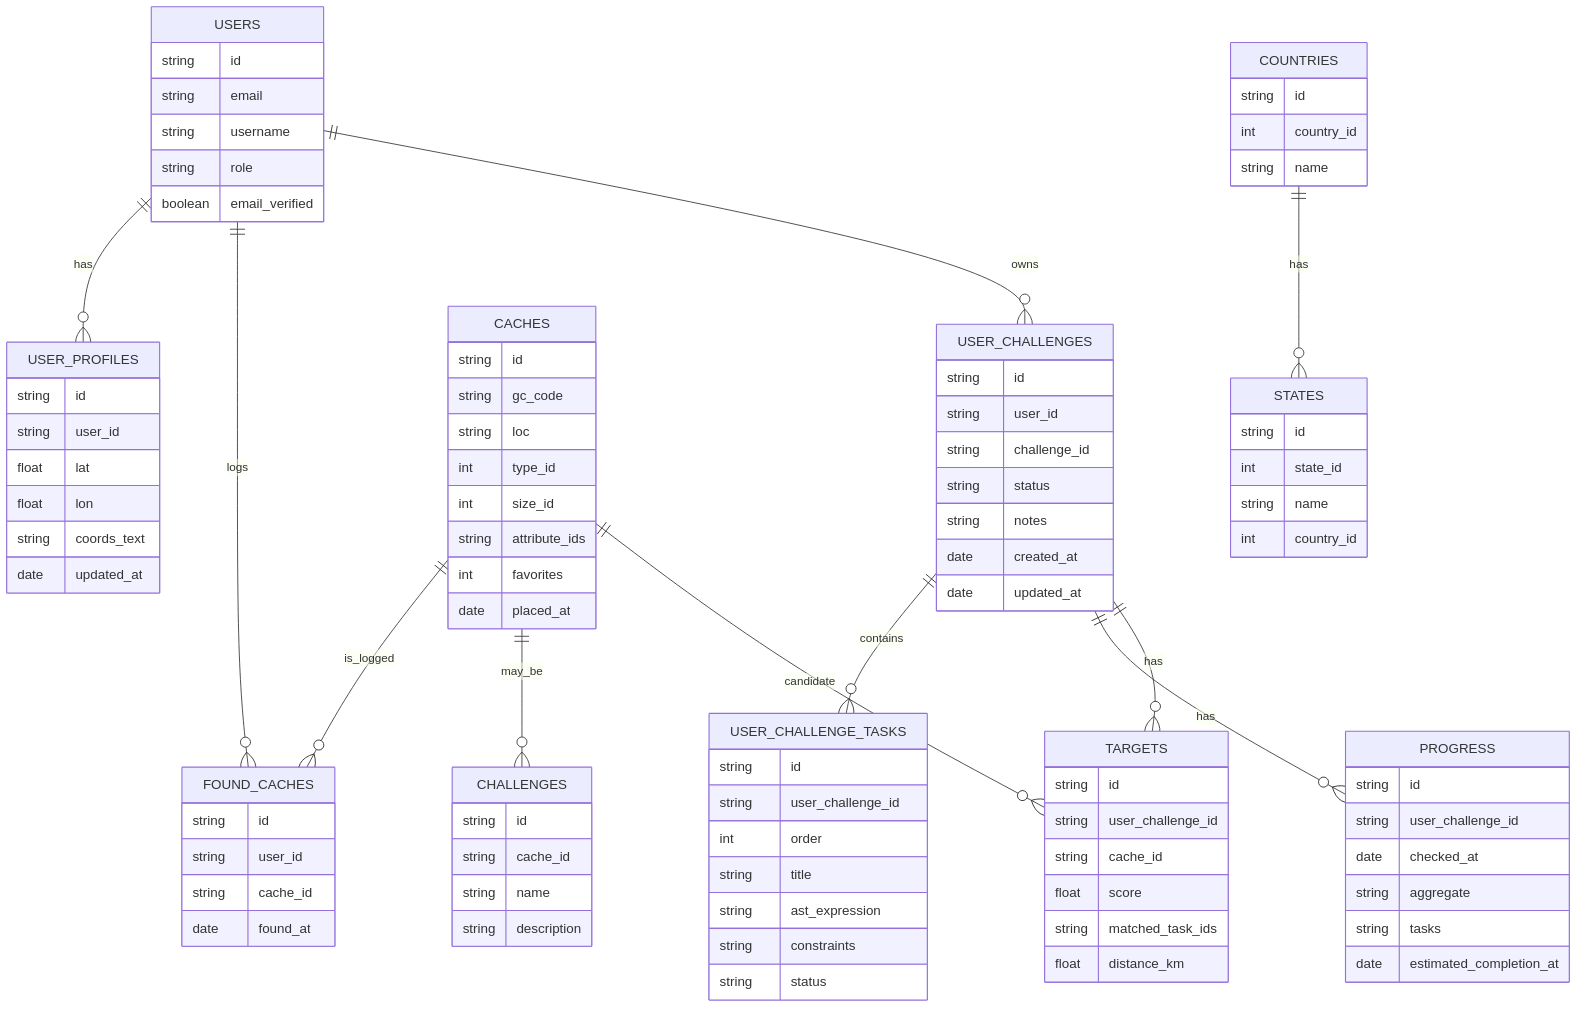 USERS
string id
string email
string username
string role
boolean email_verified
COUNTRIES
string id
int country_id
string name
has
owns
has
USER_PROFILES
string id
string user_id
float lat
float lon
string coords_text
date updated_at
logs
CACHES
string id
string gc_code
string loc
int type_id
int size_id
string attribute_ids
int favorites
date placed_at
USER_CHALLENGES
string id
string user_id
string challenge_id
string status
string notes
date created_at
date updated_at
STATES
string id
int state_id
string name
int country_id
is_logged
may_be
candidate
contains
has
has
FOUND_CACHES
string id
string user_id
string cache_id
date found_at
CHALLENGES
string id
string cache_id
string name
string description
USER_CHALLENGE_TASKS
string id
string user_challenge_id
int order
string title
string ast_expression
string constraints
string status
TARGETS
string id
string user_challenge_id
string cache_id
float score
string matched_task_ids
float distance_km
PROGRESS
string id
string user_challenge_id
date checked_at
string aggregate
string tasks
date estimated_completion_at